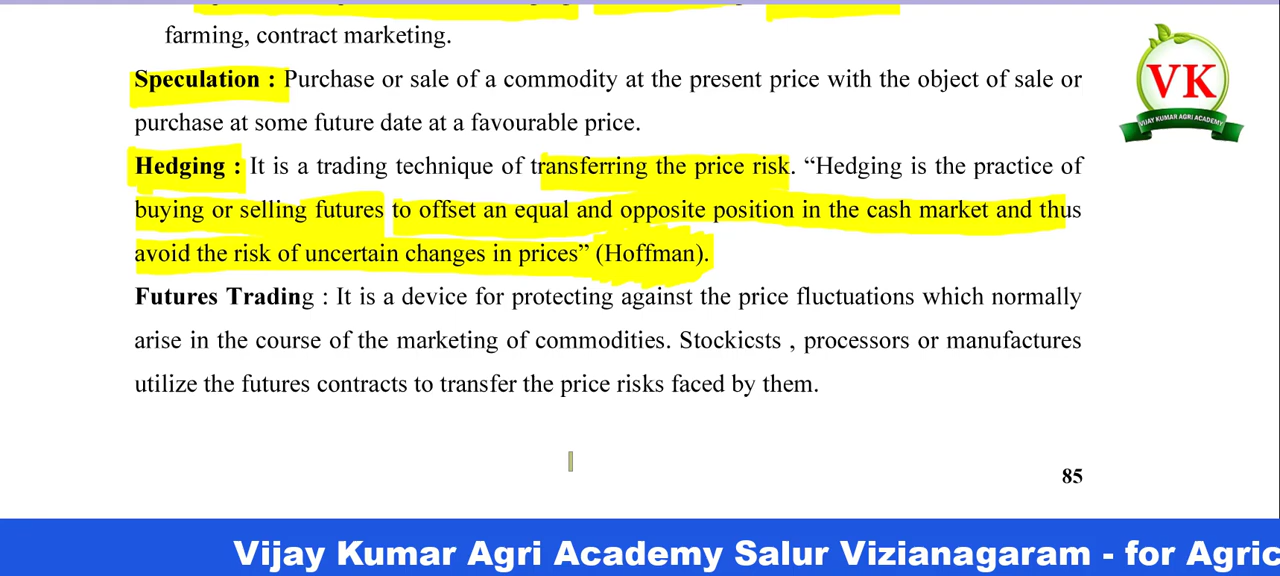 farming, contract marketing.
Speculation : Purchase or sale of a commodity at the present price with the object of sale or
purchase at some future date at a favourable price.
Hedging : It is a trading technique of transferring the price risk. “Hedging is the practice of
buying or selling futures to offset an equal and opposite position in the cash market and thus
avoid the risk of uncertain changes in prices” (Hoffman).
Futures Trading : It is a device for protecting against the price fluctuations which normally
arise in the course of the marketing of commodities. Stockicsts , processors or manufactures
utilize the futures contracts to transfer the price risks faced by them.
85
VK
VIJAY KUMAR AGRI ACADEMY
Vijay Kumar Agri Academy Salur Vizianagaram - for Agric